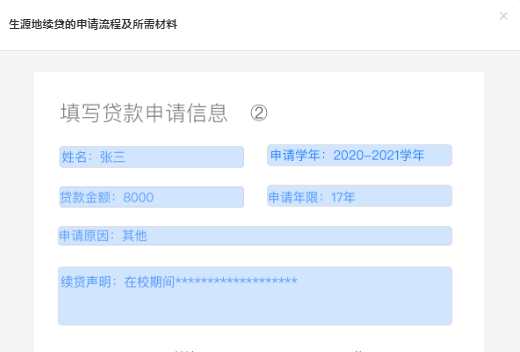 生源地续贷的申请流程及所需材料
填写贷款申请信息 ②
姓名：张三
申请学年：2020-2021学年
贷款金额：8000
申请年限：17年
申请原因：其他
续贷声明：在校期间*******************